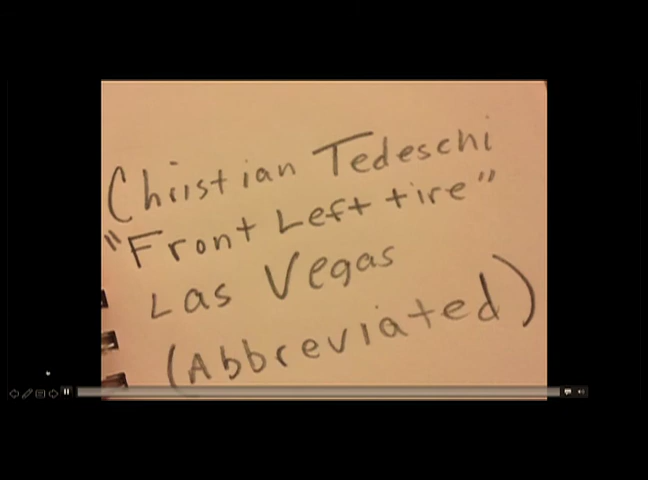 Christian Tedeschi
"Front Left tire"
Las Vegas
(Abbreviated)